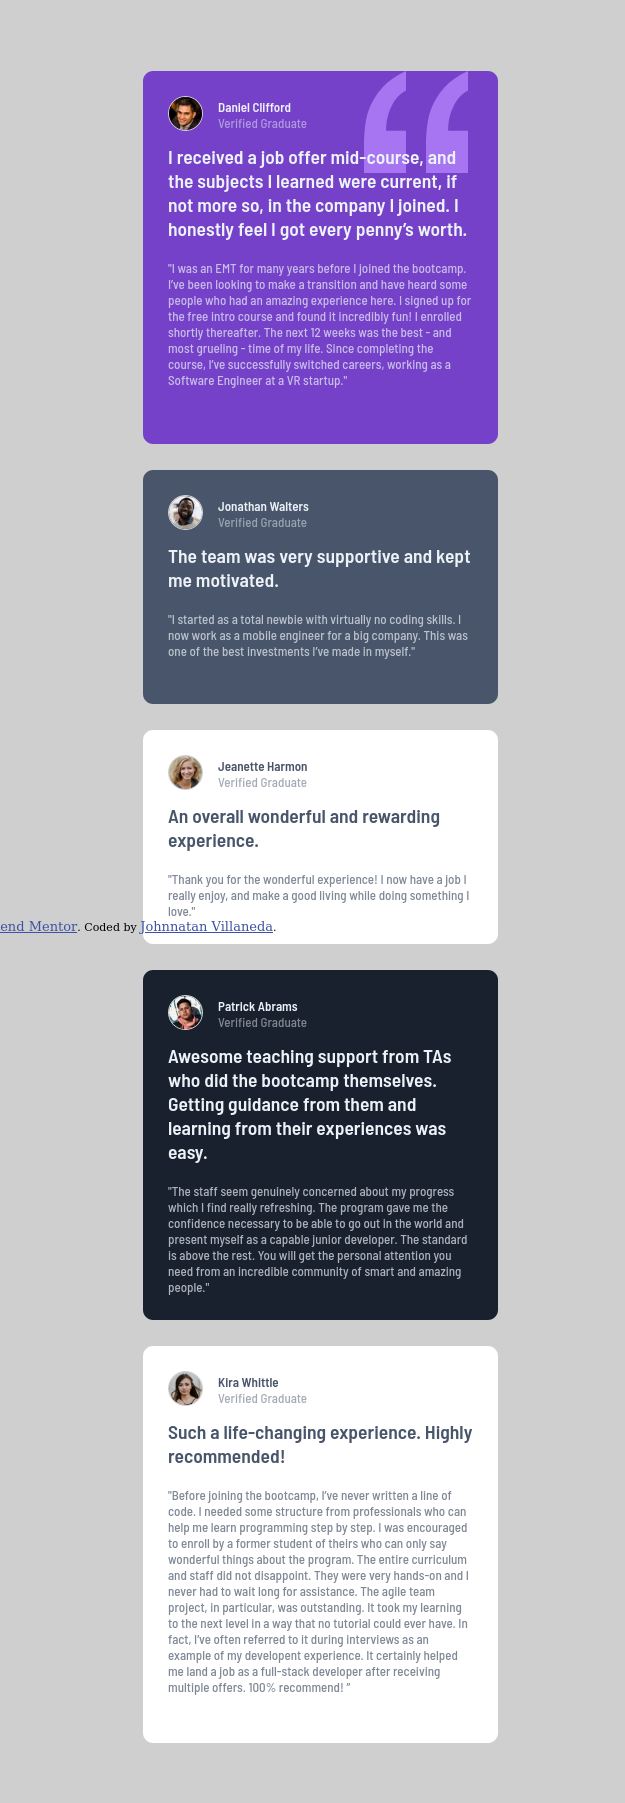 Daniel Clifford
Verified Graduate
I received a job offer mid-course, and
the subjects I learned were current, if
not more so, in the company I joined. I
honestly feel I got every penny’s worth.
"I was an EMT for many years before I joined the bootcamp.
I’ve been looking to make a transition and have heard some
people who had an amazing experience here. I signed up for
the free intro course and found it incredibly fun! I enrolled
shortly thereafter. The next 12 weeks was the best - and
most grueling - time of my life. Since completing the
course, I’ve successfully switched careers, working as a
Software Engineer at a VR startup."
Jonathan Walters
Verified Graduate
The team was very supportive and kept
me motivated.
"I started as a total newbie with virtually no coding skills. I
now work as a mobile engineer for a big company. This was
one of the best investments I’ve made in myself."
Jeanette Harmon
Verified Graduate
An overall wonderful and rewarding
experience.
"Thank you for the wonderful experience! I now have a job I
really enjoy, and make a good living while doing something I
love."
end Mentor. Coded by Johnnatan Villaneda.
Patrick Abrams
Verified Graduate
Awesome teaching support from TAs
who did the bootcamp themselves.
Getting guidance from them and
learning from their experiences was
easy.
"The staff seem genuinely concerned about my progress
which I find really refreshing. The program gave me the
confidence necessary to be able to go out in the world and
present myself as a capable junior developer. The standard
is above the rest. You will get the personal attention you
need from an incredible community of smart and amazing
people."
Kira Whittle
Verified Graduate
Such a life-changing experience. Highly
recommended!
"Before joining the bootcamp, I’ve never written a line of
code. I needed some structure from professionals who can
help me learn programming step by step. I was encouraged
to enroll by a former student of theirs who can only say
wonderful things about the program. The entire curriculum
and staff did not disappoint. They were very hands-on and I
never had to wait long for assistance. The agile team
project, in particular, was outstanding. It took my learning
to the next level in a way that no tutorial could ever have. In
fact, I’ve often referred to it during interviews as an
example of my developent experience. It certainly helped
me land a job as a full-stack developer after receiving
multiple offers. 100% recommend! "